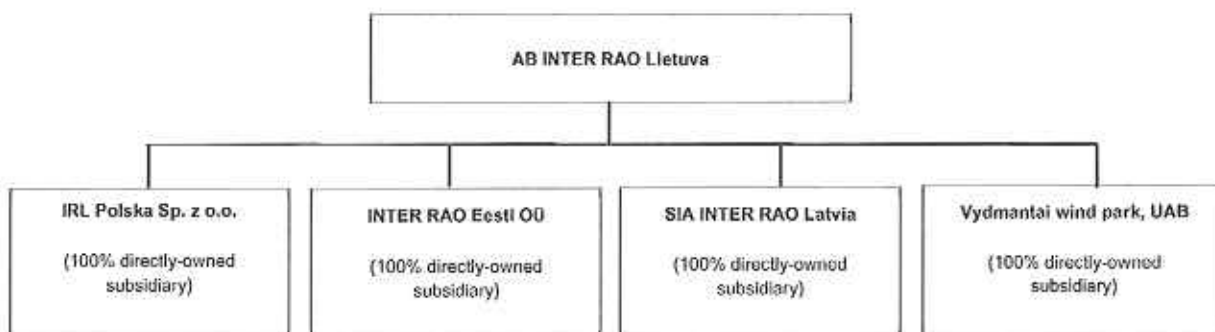 AB INTER RAO Lietuva
IRL Polska Sp. z o.o.
(100% directly-owned
subsidiary)
INTER RAO Eesti OÜ
(100% directly-owned
subsidiary)
SIA INTER RAO Latvia
(100% directly-owned
subsidiary)
Vydmantai wind park, UAB
(100% directly-owned
subsidiary)